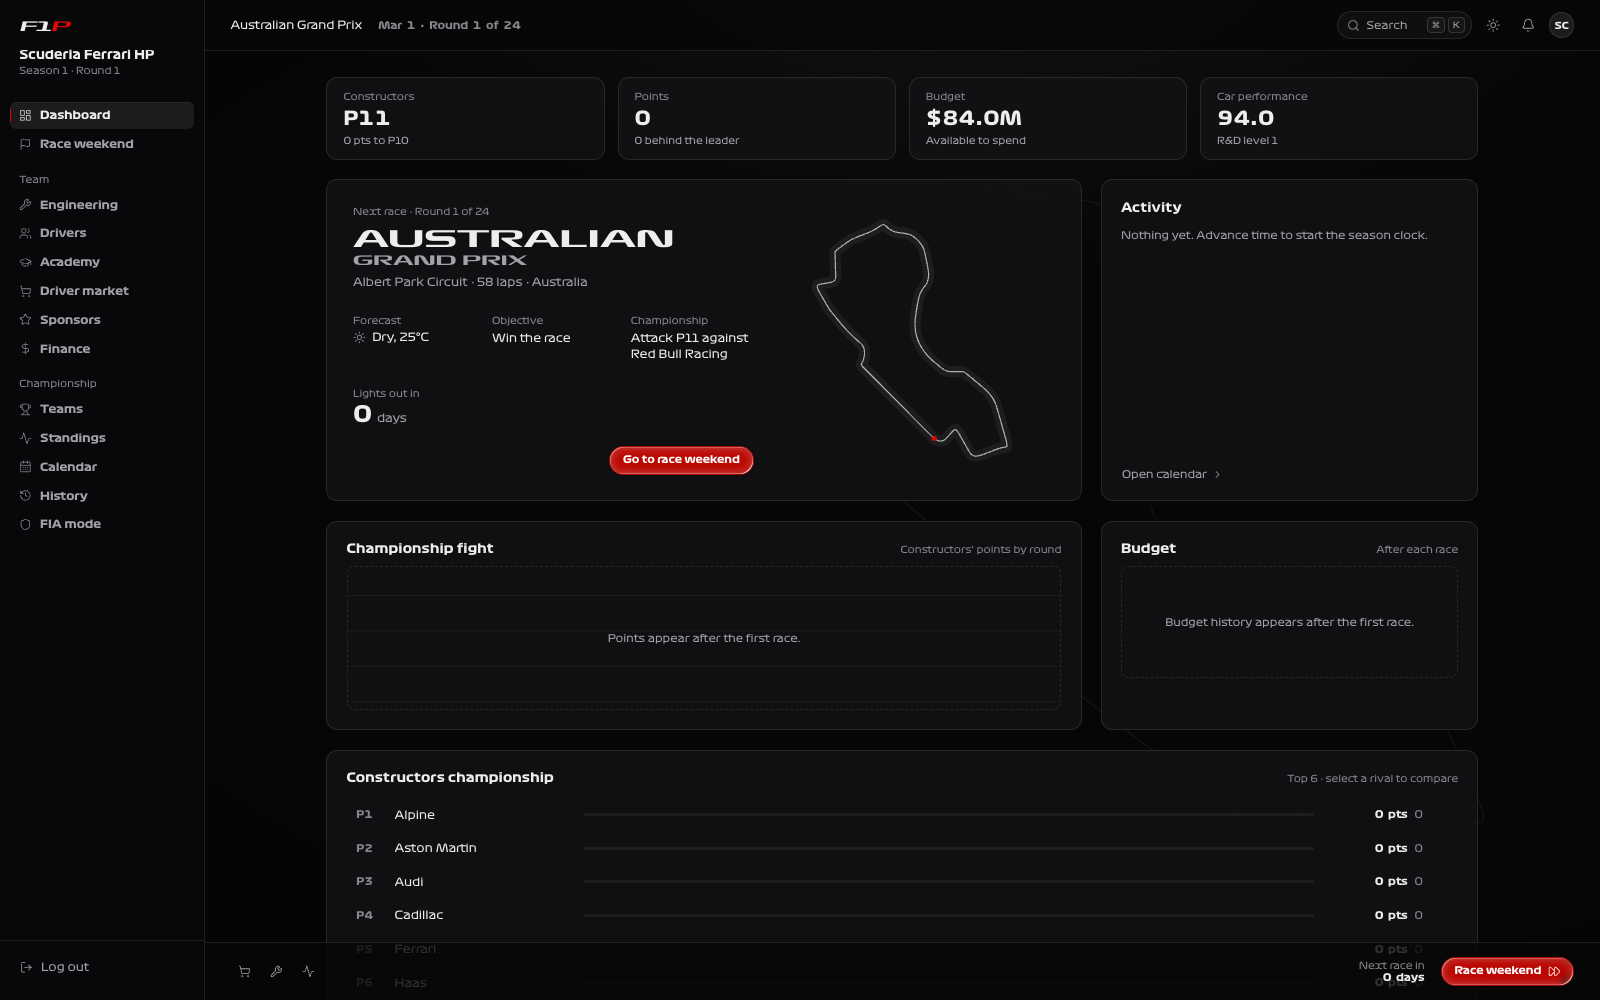 F1P
Scuderia Ferrari HP
Season 1 · Round 1
Dashboard
Race weekend
Team
Engineering
Drivers
Academy
Driver market
Sponsors
Finance
Championship
Teams
Standings
Calendar
History
FIA mode
Log out
Australian Grand Prix Mar 1 · Round 1 of 24
Search ⌘ K
SC
Constructors
P11
0 pts to P10
Points
0
0 behind the leader
Budget
$84.0M
Available to spend
Car performance
94.0
R&D level 1
Next race · Round 1 of 24
AUSTRALIAN
GRAND PRIX
Albert Park Circuit · 58 laps · Australia
Forecast
Dry, 25°C
Objective
Win the race
Championship
Attack P11 against
Red Bull Racing
Lights out in
0 days
Go to race weekend
Activity
Nothing yet. Advance time to start the season clock.
Open calendar
Championship fight
Constructors' points by round
Points appear after the first race.
Budget
After each race
Budget history appears after the first race.
Constructors championship
Top 6 · select a rival to compare
P1 Alpine 0 pts 0
P2 Aston Martin 0 pts 0
P3 Audi 0 pts 0
P4 Cadillac 0 pts 0
P5 Ferrari 0 pts 0
P6 Haas 0 pts 0
Next race in
0 days
Race weekend